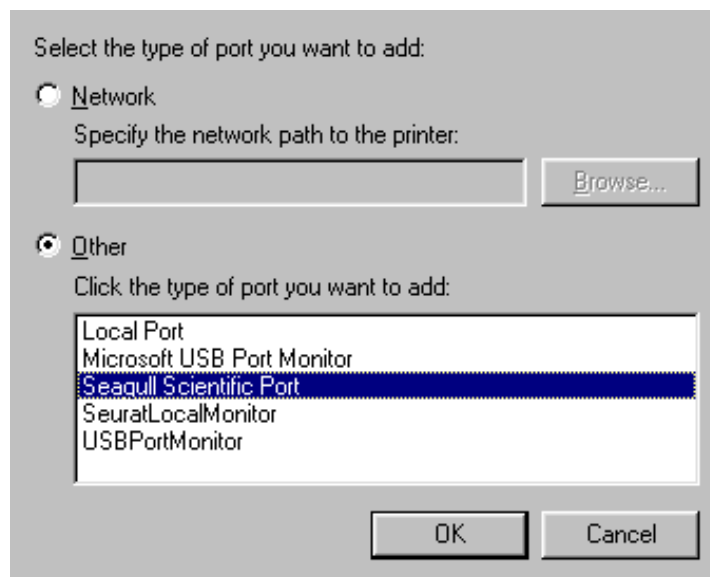 Select the type of port you want to add:
Network
Specify the network path to the printer:
Browse...
Other
Click the type of port you want to add:
Local Port
Microsoft USB Port Monitor
Seagull Scientific Port
SeuratLocalMonitor
USBPortMonitor
OK Cancel